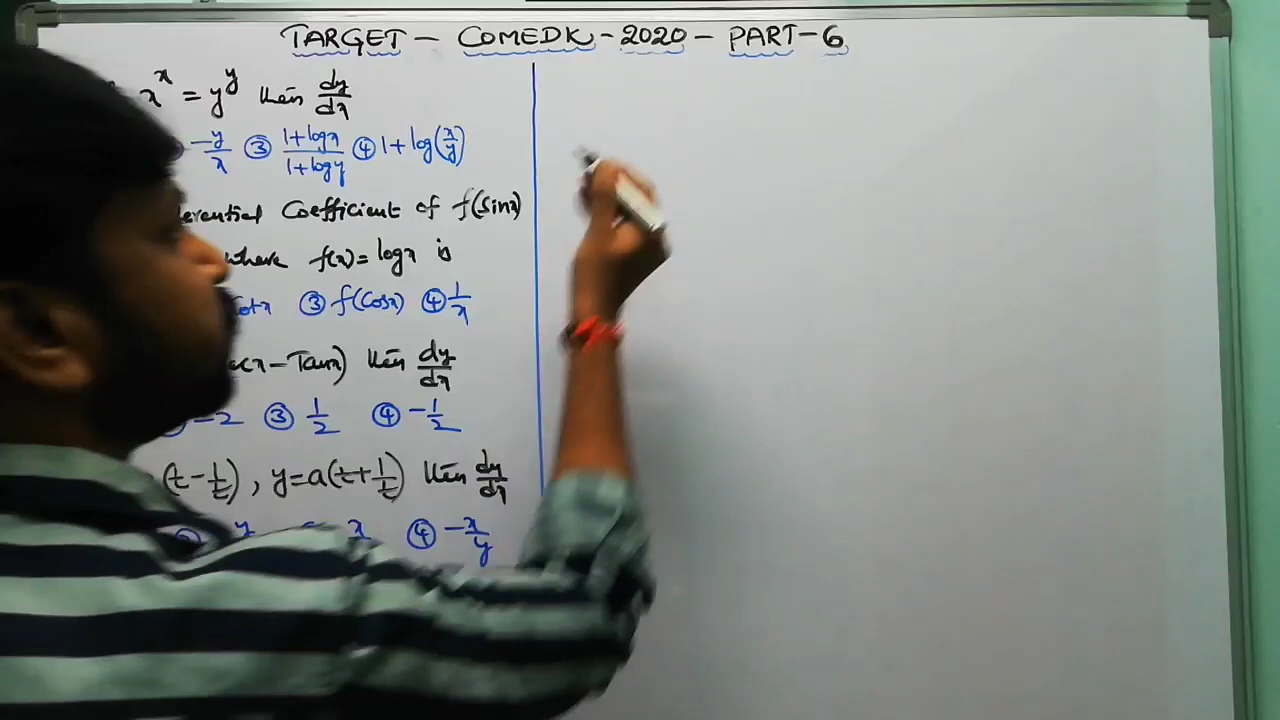 TARGET - COMEDK - 2020 - PART-6
x^x = y^y then dy/dx
-y/x ③ (1+logx)/(1+logy) ④ 1+log(x/y)
Coefficient of f(sinx)
where f(x)=logx is
③ f(cosx) ④ 1/x
-Tanx) then dy/dx
-2 ③ 1/2 ④ -1/2
(t-1/t), y=a(t+1/t) then dy/dx
y x ④ -x/y